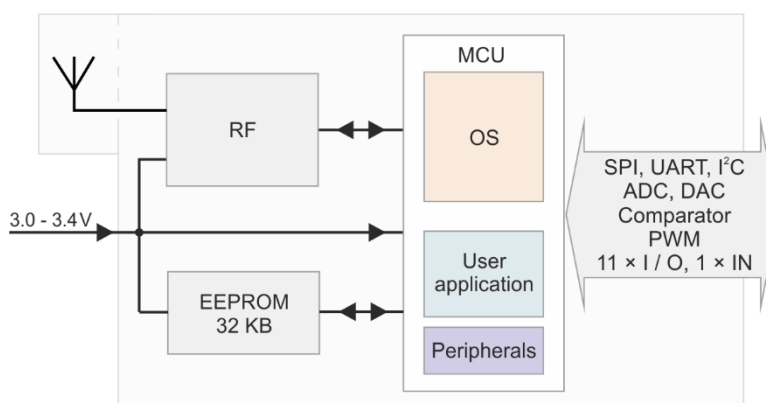 MCU
RF
OS
3.0 - 3.4 V
EEPROM
32 KB
User
application
Peripherals
SPI, UART, I²C
ADC, DAC
Comparator
PWM
11 × I / O, 1 × IN